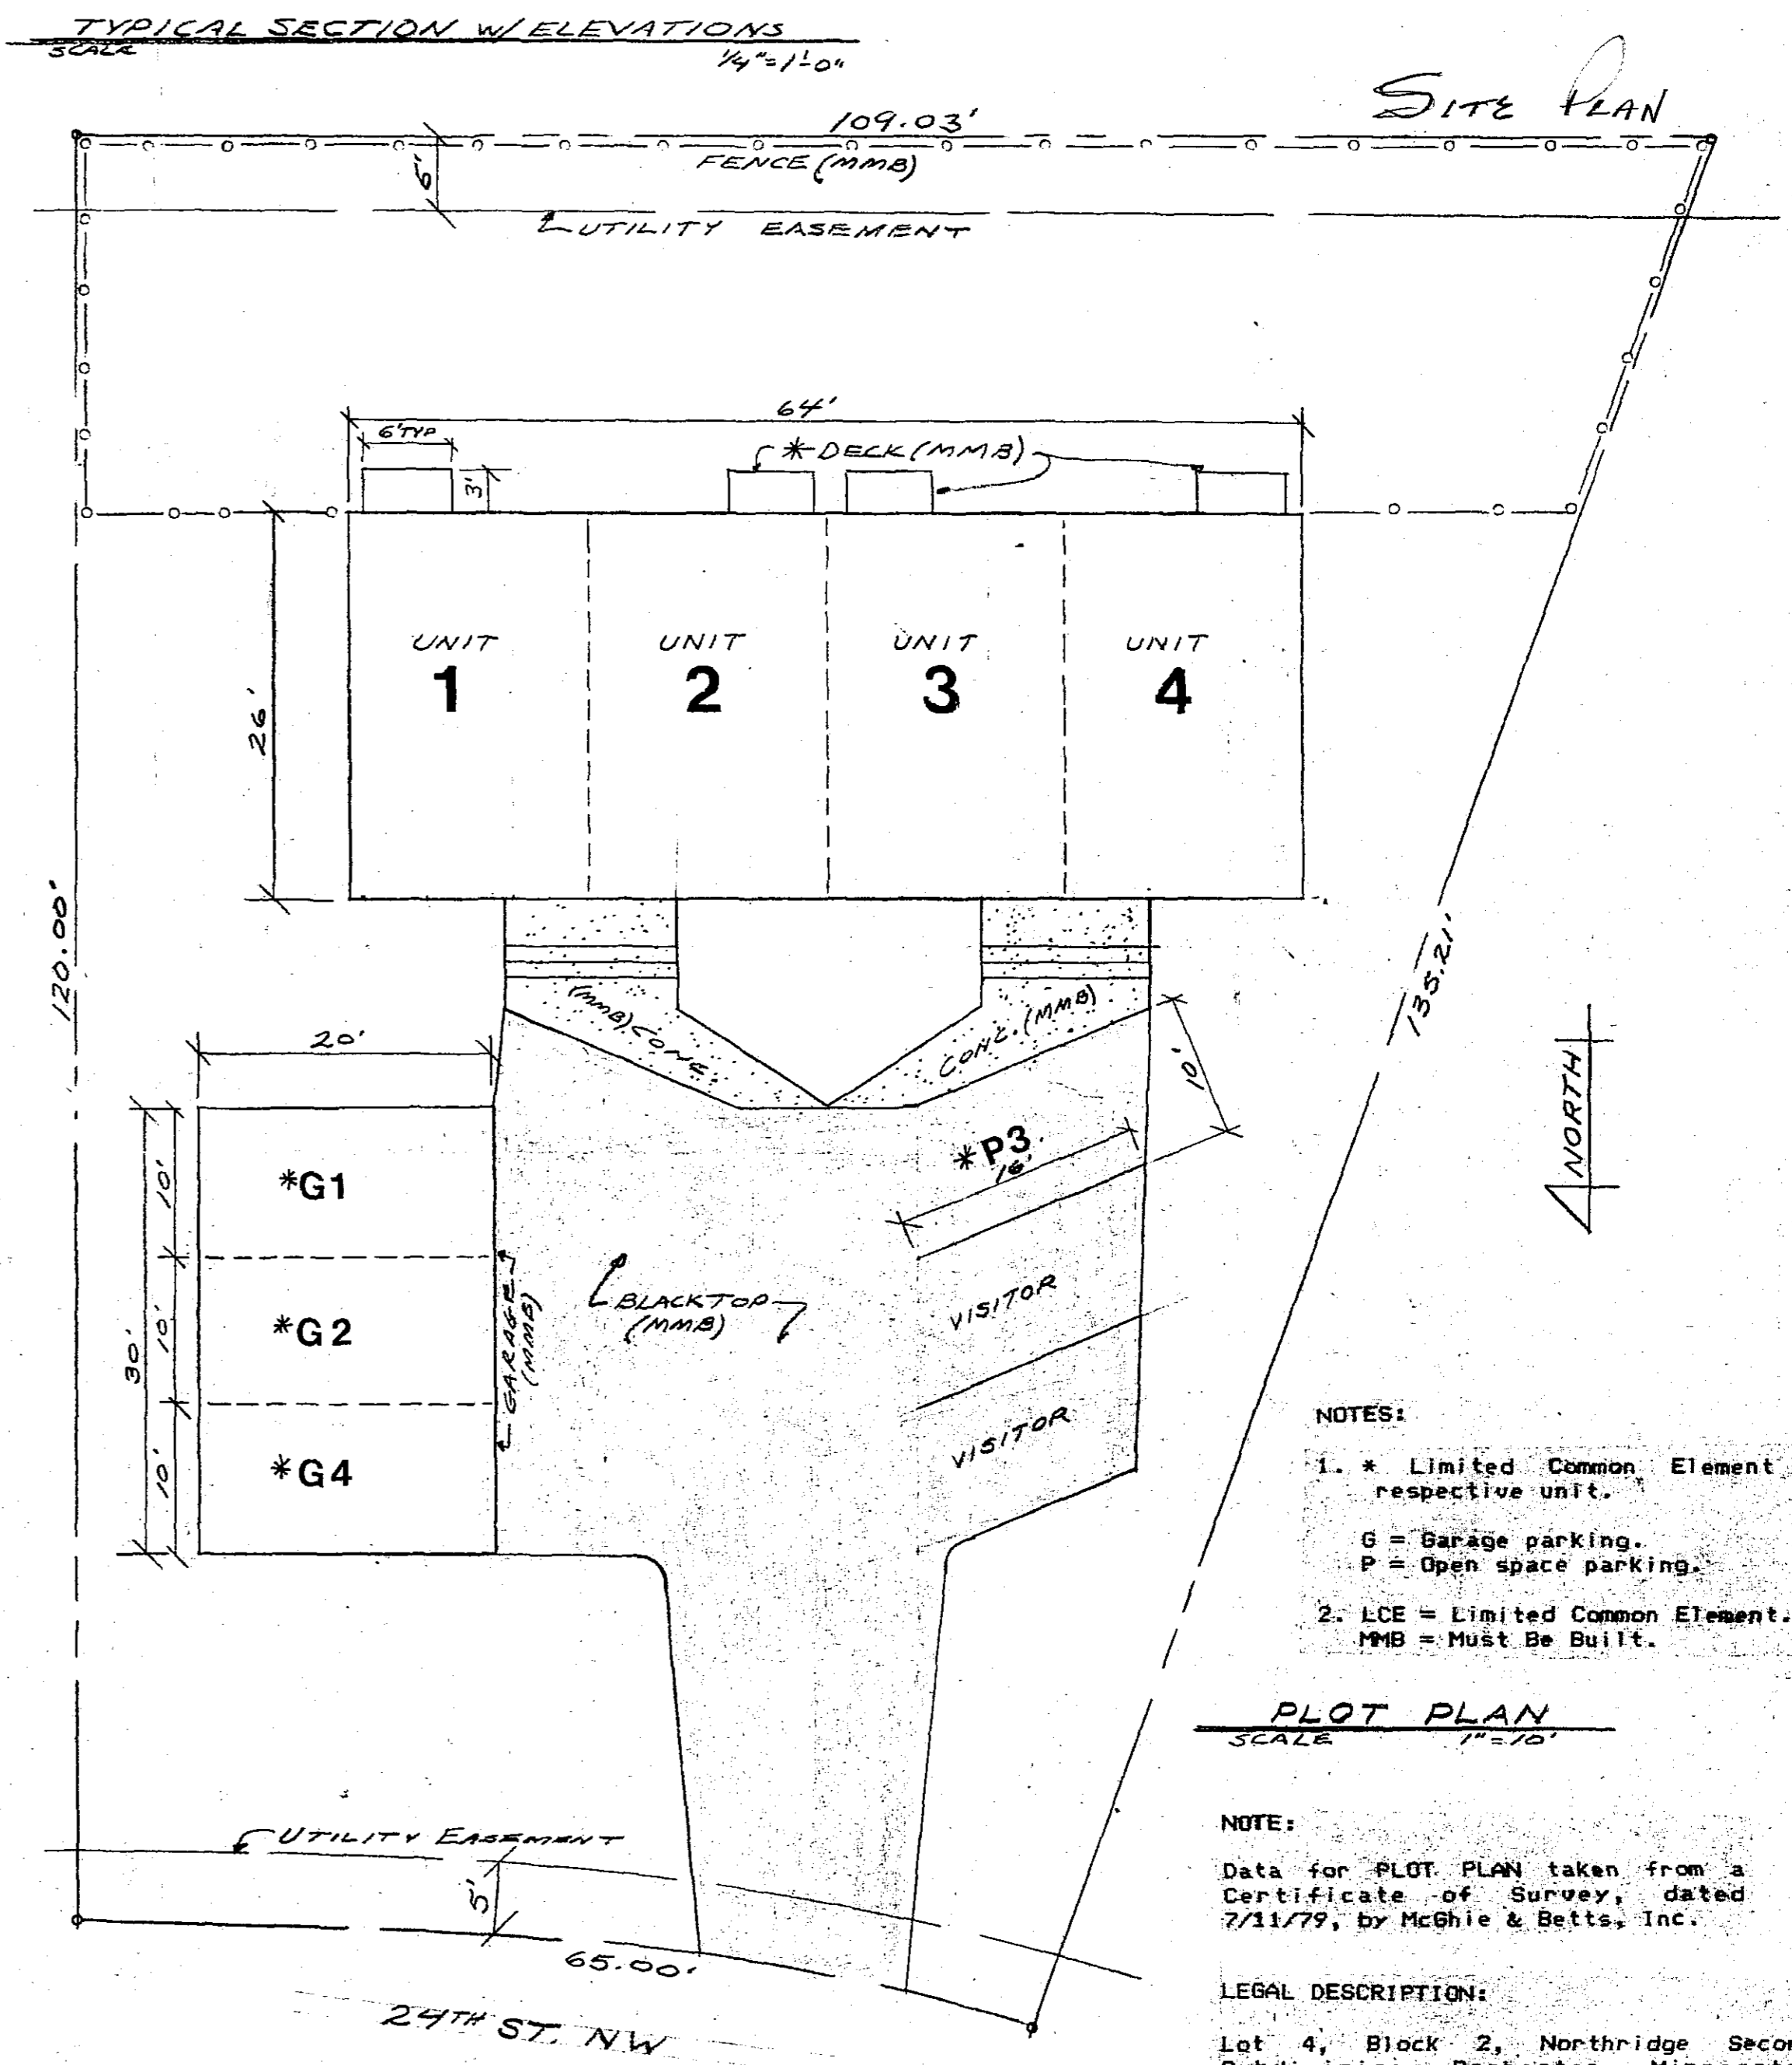 TYPICAL SECTION W/ ELEVATIONS
SCALE 1/4"=1'-0"
SITE PLAN
109.03'
FENCE (MMB)
6'
UTILITY EASEMENT
64'
6'TYP
3'
* DECK (MMB)
UNIT
1
UNIT
2
UNIT
3
UNIT
4
26'
120.00'
135.21'
(MMB) CONC.
CONC. (MMB)
20'
10'
NORTH
*P3
16'
30'
10'
*G1
10'
*G2
10'
*G4
GARAGE
(MMB)
BLACKTOP
(MMB)
VISITOR
VISITOR
NOTES:
1. * Limited Common Element
respective unit.
G = Garage parking.
P = Open space parking.
2. LCE = Limited Common Element.
MMB = Must Be Built.
PLOT PLAN
SCALE 1"=10'
UTILITY EASEMENT
5'
65.00'
24TH ST. NW
NOTE:
Data for PLOT PLAN taken from a
Certificate of Survey, dated
7/11/79, by McGhie & Betts, Inc.
LEGAL DESCRIPTION:
Lot 4, Block 2, Northridge